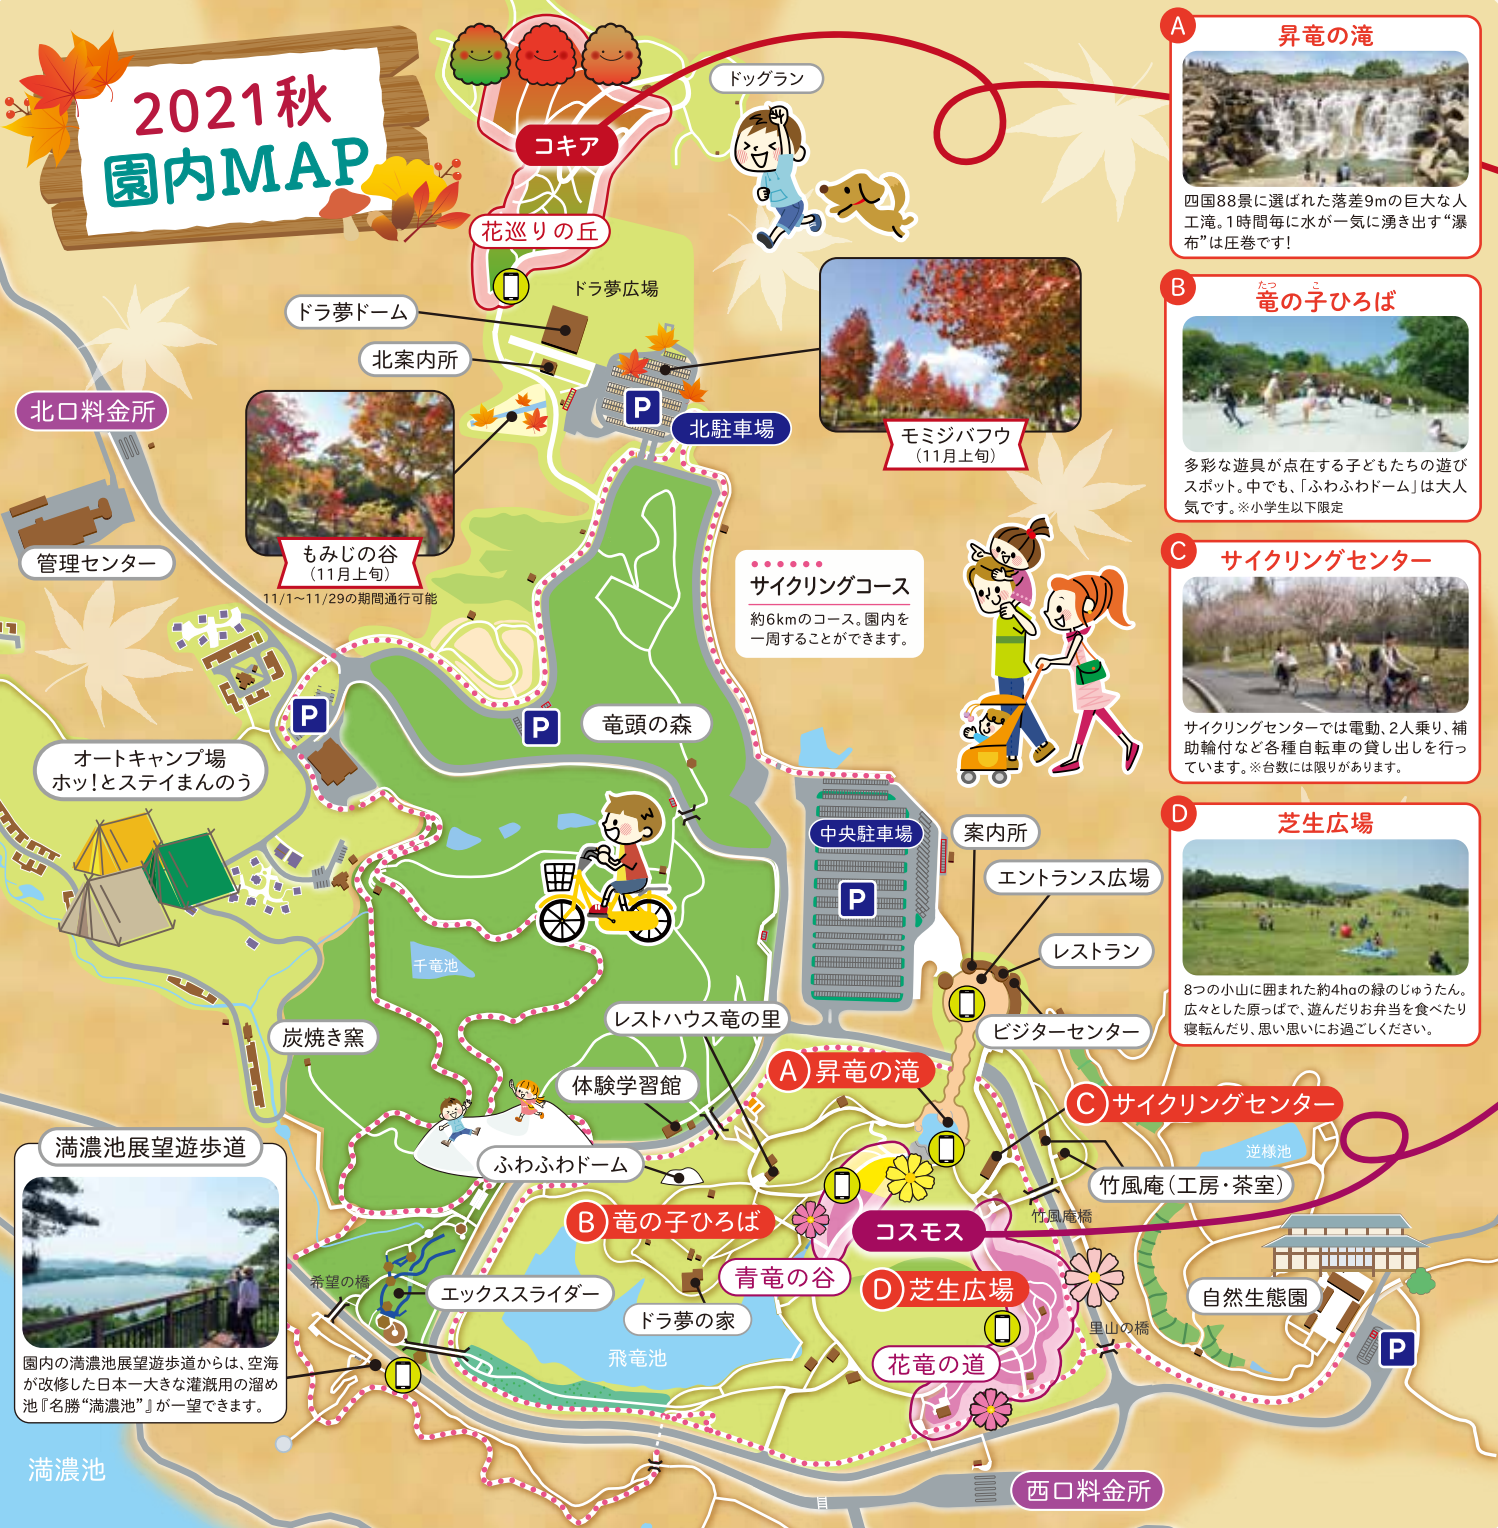 2021秋
園内MAP
コキア
花巡りの丘
ドッグラン
ドラ夢広場
ドラ夢ドーム
北案内所
P
北駐車場
モミジバフウ
(11月上旬)
北口料金所
管理センター
もみじの谷
(11月上旬)
11/1～11/29の期間通行可能
サイクリングコース
約6kmのコース。園内を
一周することができます。
P
P
竜頭の森
オートキャンプ場
ホッ!とステイまんのう
中央駐車場
P
案内所
エントランス広場
レストラン
ビジターセンター
千竜池
炭焼き窯
レストハウス竜の里
体験学習館
ふわふわドーム
A 昇竜の滝
B 竜の子ひろば
C サイクリングセンター
D 芝生広場
逆様池
竹風庵(工房・茶室)
竹風庵橋
コスモス
青竜の谷
花竜の道
里山の橋
自然生態園
P
希望の橋
エックススライダー
ドラ夢の家
飛竜池
西口料金所
満濃池展望遊歩道
園内の満濃池展望遊歩道からは、空海
が改修した日本一大きな灌漑用の溜め
池『名勝“満濃池”』が一望できます。
満濃池
A
昇竜の滝
四国88景に選ばれた落差9mの巨大な人
工滝。1時間毎に水が一気に湧き出す“瀑
布”は圧巻です!
B
たつ こ
竜の子ひろば
多彩な遊具が点在する子どもたちの遊び
スポット。中でも、「ふわふわドーム」は大人
気です。※小学生以下限定
C
サイクリングセンター
サイクリングセンターでは電動、2人乗り、補
助輪付など各種自転車の貸し出しを行っ
ています。※台数には限りがあります。
D
芝生広場
8つの小山に囲まれた約4haの緑のじゅうたん。
広々とした原っぱで、遊んだりお弁当を食べたり
寝転んだり、思い思いにお過ごしください。